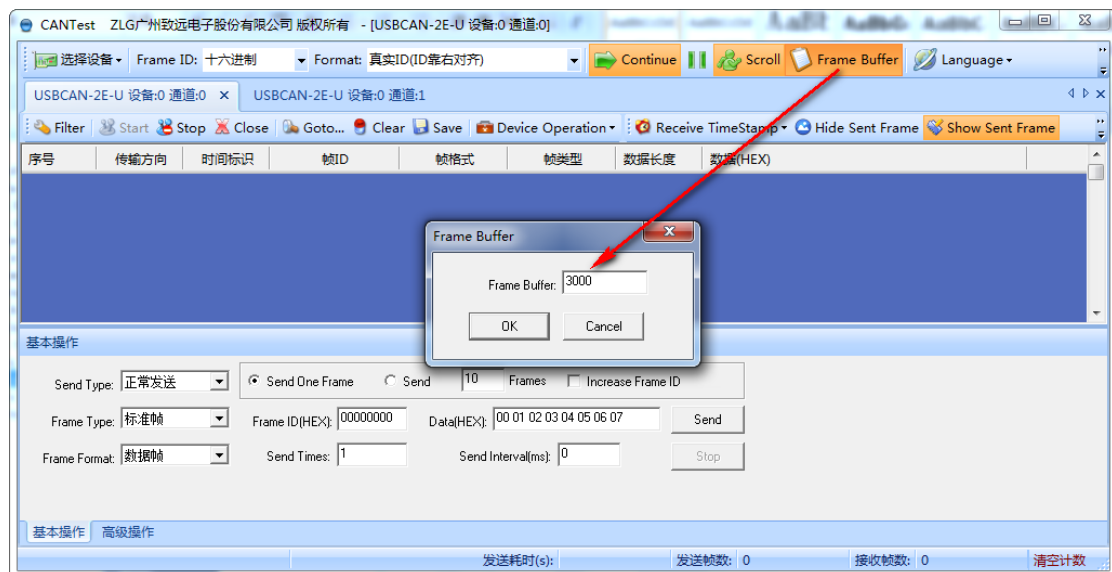 CANTest ZLG广州致远电子股份有限公司 版权所有 - [USBCAN-2E-U 设备:0 通道:0]
选择设备 Frame ID: 十六进制 Format: 真实ID(ID靠右对齐) Continue Scroll Frame Buffer Language
USBCAN-2E-U 设备:0 通道:0 × USBCAN-2E-U 设备:0 通道:1
Filter Start Stop Close Goto... Clear Save Device Operation Receive TimeStamp Hide Sent Frame Show Sent Frame
序号 传输方向 时间标识 帧ID 帧格式 帧类型 数据长度 数据(HEX)
Frame Buffer
Frame Buffer: 3000
OK Cancel
基本操作
Send Type: 正常发送 Send One Frame Send 10 Frames Increase Frame ID
Frame Type: 标准帧 Frame ID(HEX): 00000000 Data(HEX): 00 01 02 03 04 05 06 07 Send
Frame Format: 数据帧 Send Times: 1 Send Interval(ms): 0 Stop
基本操作 高级操作
发送耗时(s): 发送帧数: 0 接收帧数: 0 清空计数